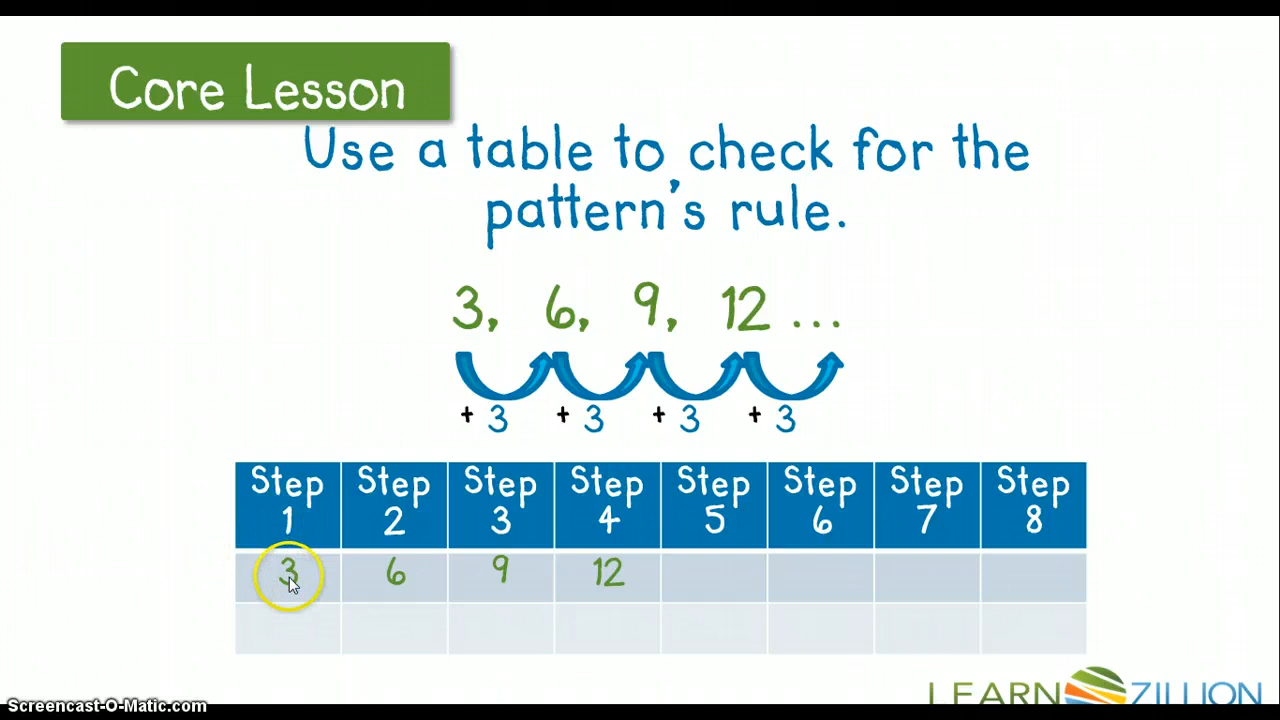 Core Lesson
Use a table to check for the
pattern's rule.
3, 6, 9, 12 ...
+ 3 + 3 + 3 + 3
Step 1 Step 2 Step 3 Step 4 Step 5 Step 6 Step 7 Step 8
3 6 9 12
LEARN ZILLION
Screencast-O-Matic.com